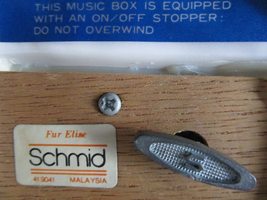 THIS MUSIC BOX IS EQUIPPED
WITH AN ON/OFF STOPPER:
DO NOT OVERWIND
Fur Elise
Schmid
MALAYSIA